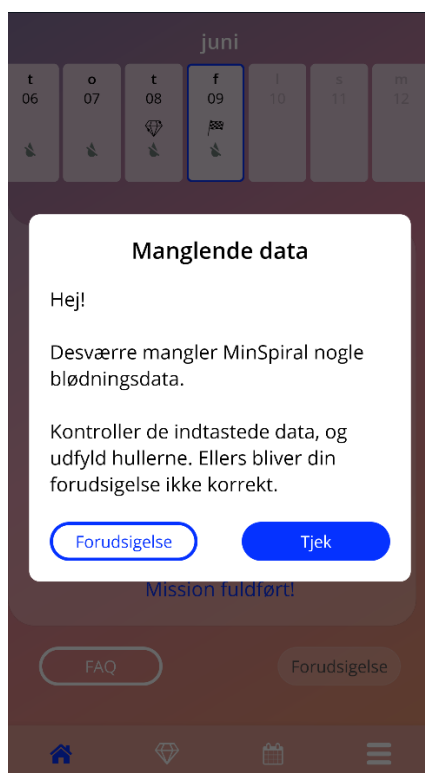 juni
t o t f l s m
06 07 08 09 10 11 12
Manglende data
Hej!
Desværre mangler MinSpiral nogle
blødningsdata.
Kontroller de indtastede data, og
udfyld hullerne. Ellers bliver din
forudsigelse ikke korrekt.
Forudsigelse Tjek
Mission fuldført!
FAQ Forudsigelse